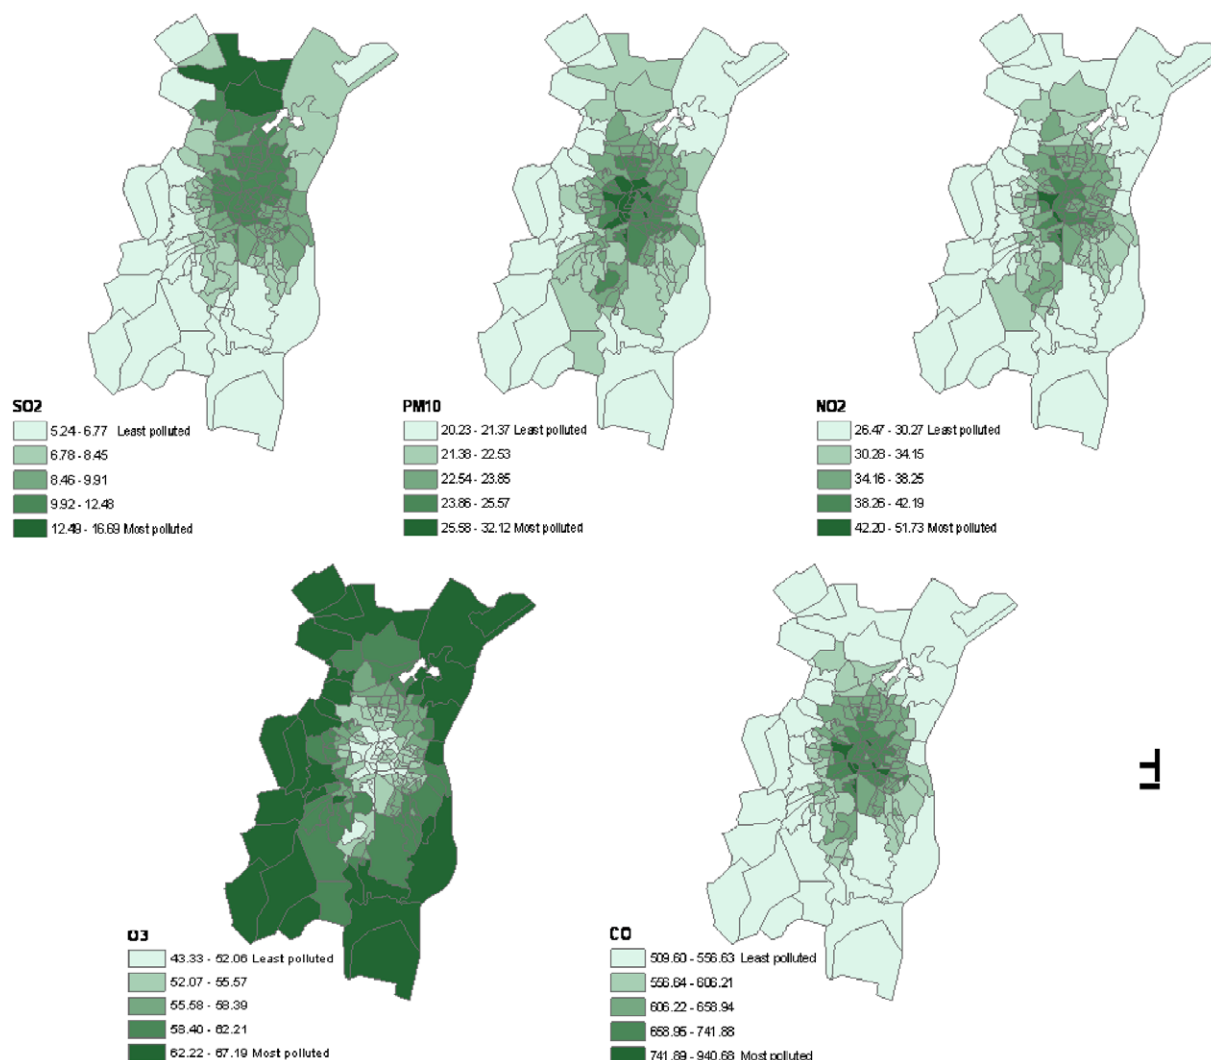 SO2
5.24 - 6.77 Least polluted
6.78 - 8.45
8.46 - 9.91
9.92 - 12.48
12.49 - 16.69 Most polluted
PM10
20.23 - 21.37 Least polluted
21.38 - 22.53
22.54 - 23.85
23.86 - 25.57
25.58 - 32.12 Most polluted
NO2
26.47 - 30.27 Least polluted
30.28 - 34.15
34.16 - 38.25
38.26 - 42.19
42.20 - 51.73 Most polluted
O3
43.33 - 52.06 Least polluted
52.07 - 55.57
55.58 - 58.39
58.40 - 62.21
62.22 - 67.19 Most polluted
CO
509.60 - 556.63 Least polluted
556.64 - 606.21
606.22 - 658.94
658.95 - 741.88
741.89 - 940.68 Most polluted